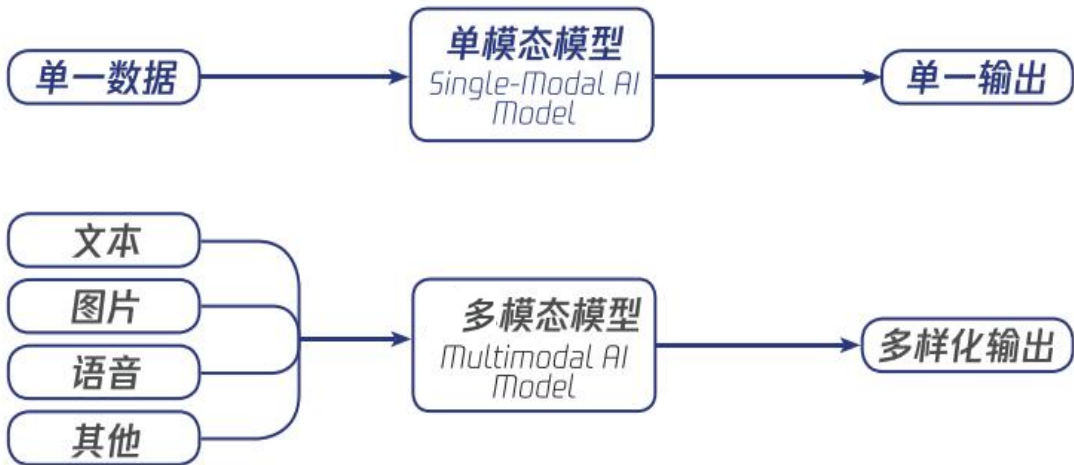 单一数据
单模态模型
Single-Modal AI
Model
单一输出
文本
图片
语音
其他
多模态模型
Multimodal AI
Model
多样化输出